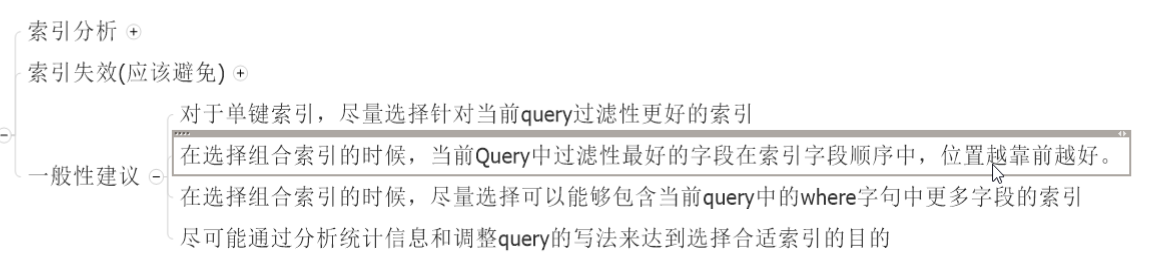 索引分析
索引失效(应该避免)
对于单键索引，尽量选择针对当前query过滤性更好的索引
在选择组合索引的时候，当前Query中过滤性最好的字段在索引字段顺序中，位置越靠前越好。
一般性建议
在选择组合索引的时候，尽量选择可以能够包含当前query中的where字句中更多字段的索引
尽可能通过分析统计信息和调整query的写法来达到选择合适索引的目的